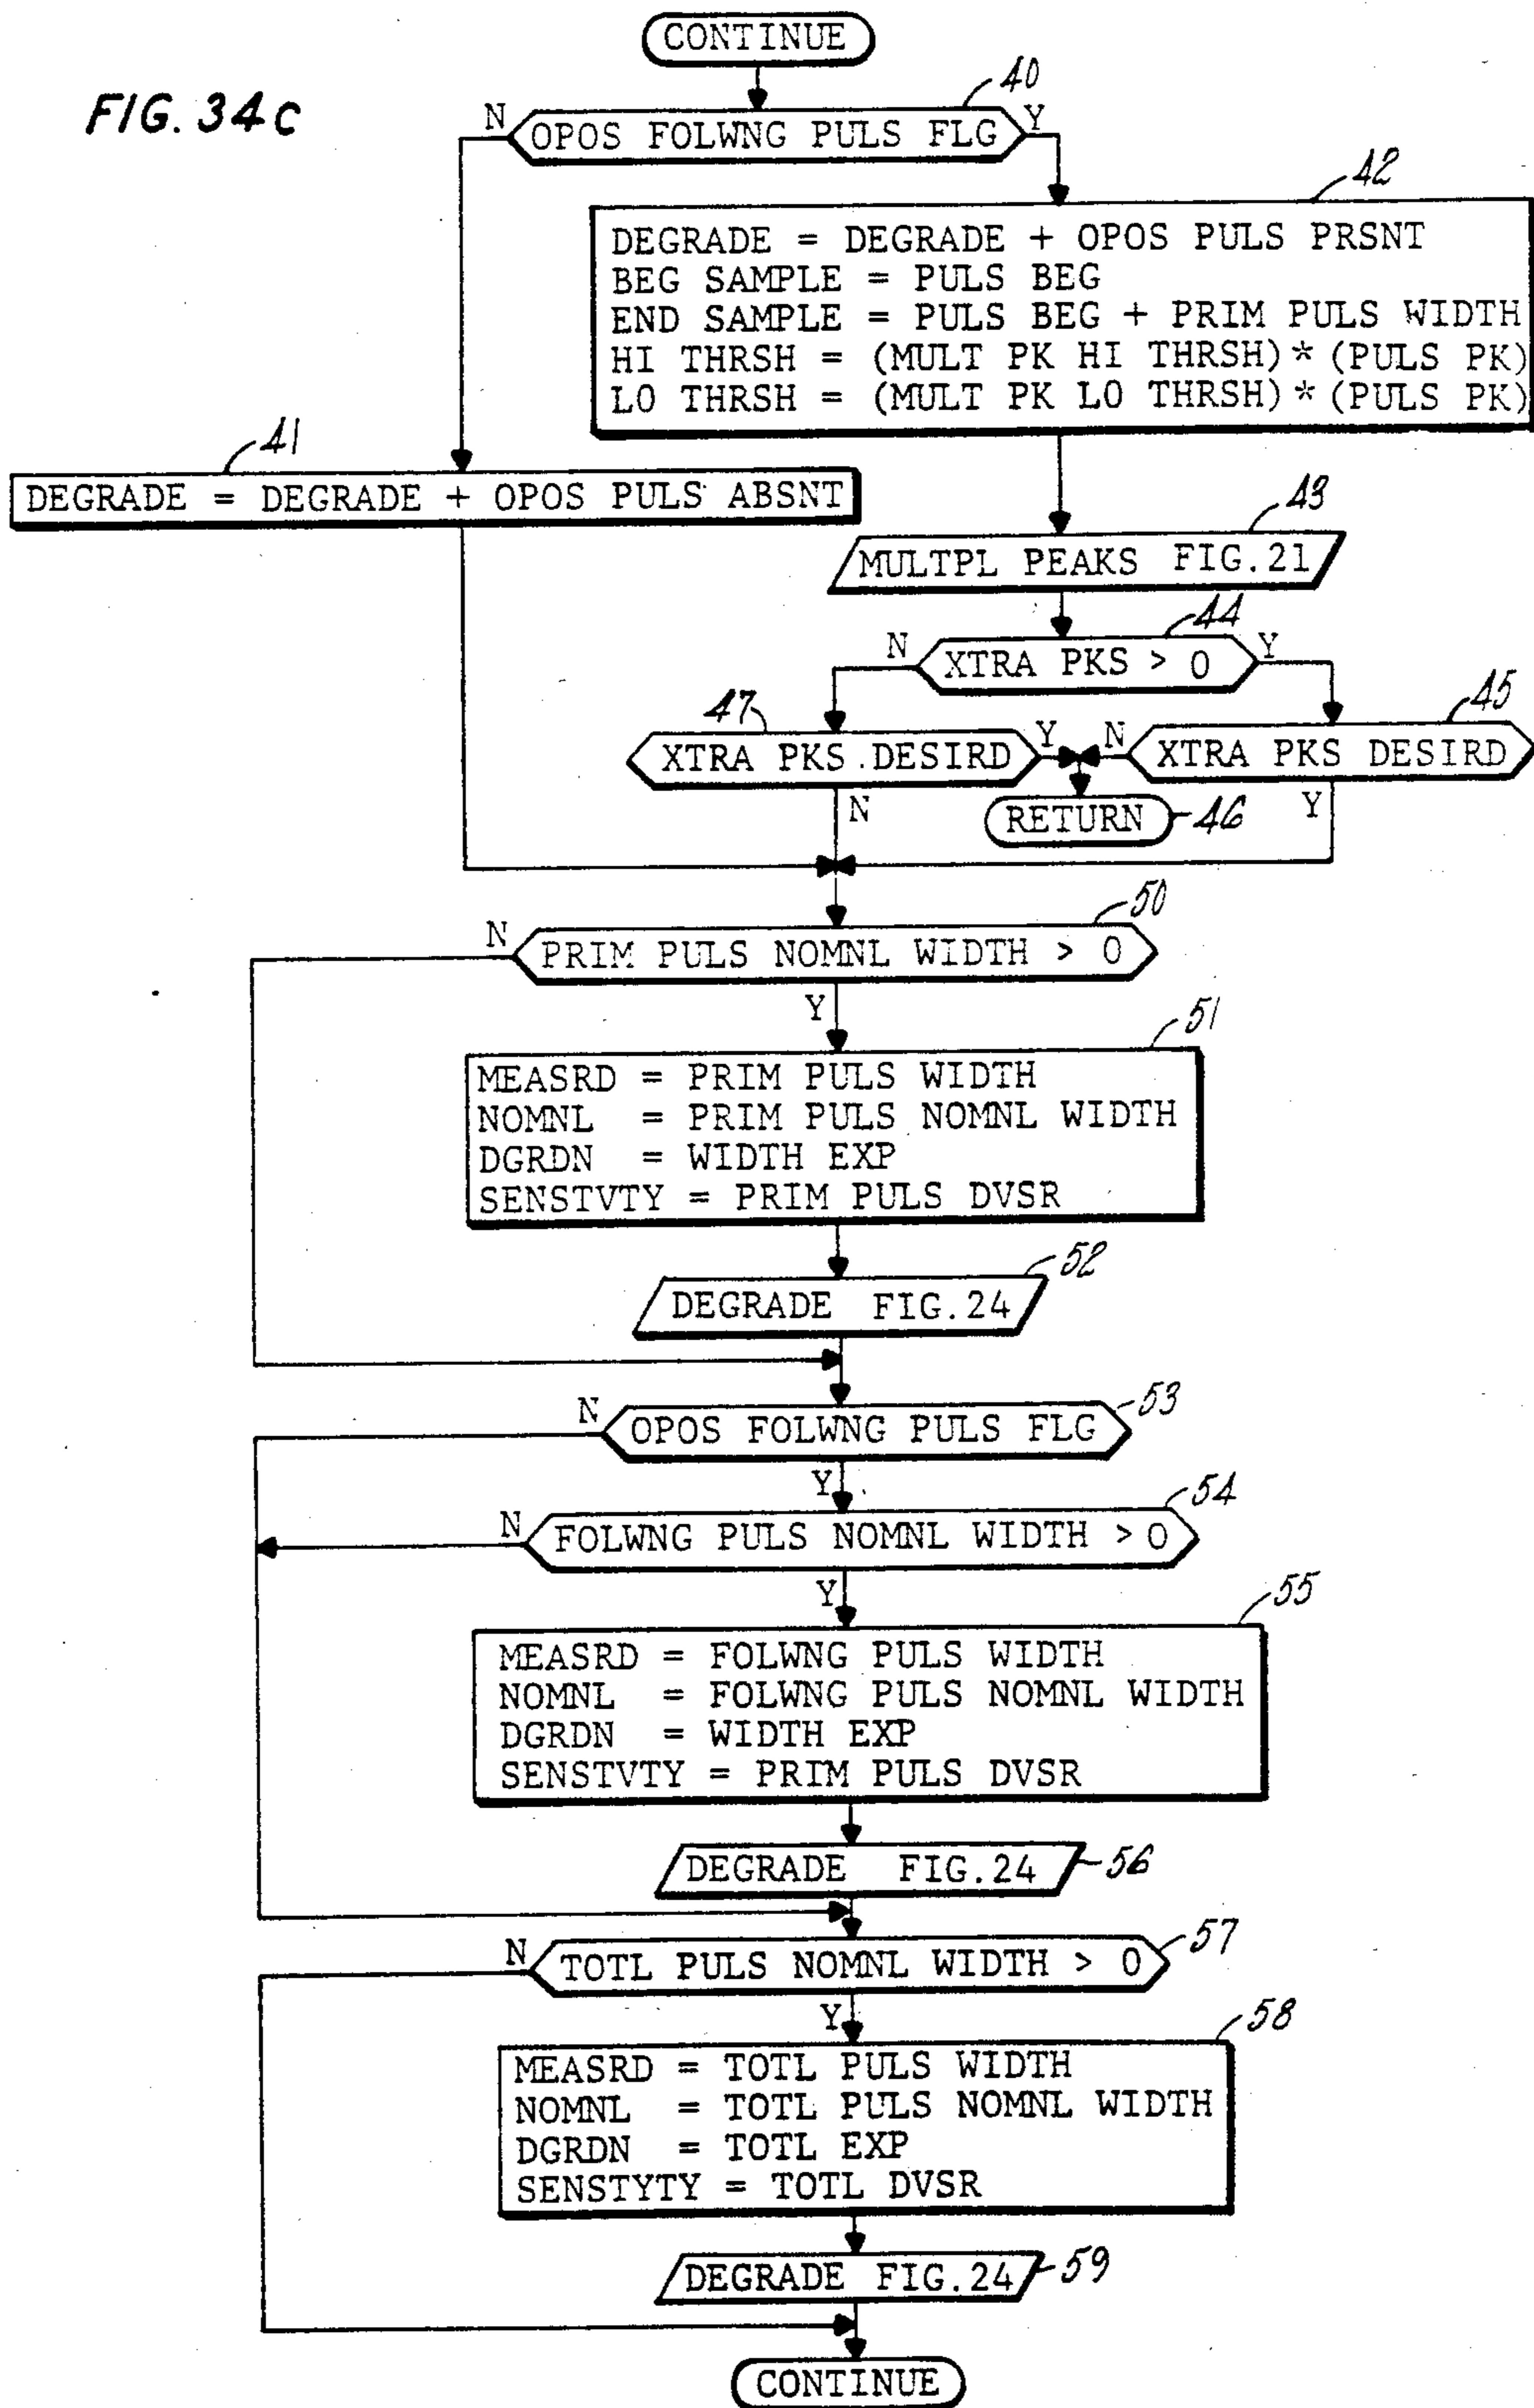 CONTINUE
FIG. 34c
40
N
OPOS FOLWNG PULS FLG
Y
42
DEGRADE = DEGRADE + OPOS PULS PRSNT
BEG SAMPLE = PULS BEG
END SAMPLE = PULS BEG + PRIM PULS WIDTH
HI THRSH = (MULT PK HI THRSH)*(PULS PK)
LO THRSH = (MULT PK LO THRSH)*(PULS PK)
41
DEGRADE = DEGRADE + OPOS PULS ABSNT
43
MULTPL PEAKS FIG.21
44
N
XTRA PKS > 0
Y
47
45
XTRA PKS.DESIRD
Y
N
XTRA PKS DESIRD
N
RETURN
46
Y
50
N
PRIM PULS NOMNL WIDTH > 0
Y
51
MEASRD = PRIM PULS WIDTH
NOMNL = PRIM PULS NOMNL WIDTH
DGRDN = WIDTH EXP
SENSTVTY = PRIM PULS DVSR
52
DEGRADE FIG.24
53
N
OPOS FOLWNG PULS FLG
Y
54
N
FOLWNG PULS NOMNL WIDTH > 0
Y
55
MEASRD = FOLWNG PULS WIDTH
NOMNL = FOLWNG PULS NOMNL WIDTH
DGRDN = WIDTH EXP
SENSTVTY = PRIM PULS DVSR
DEGRADE FIG.24
56
57
N
TOTL PULS NOMNL WIDTH > 0
Y
58
MEASRD = TOTL PULS WIDTH
NOMNL = TOTL PULS NOMNL WIDTH
DGRDN = TOTL EXP
SENSTYTY = TOTL DVSR
DEGRADE FIG.24
59
CONTINUE